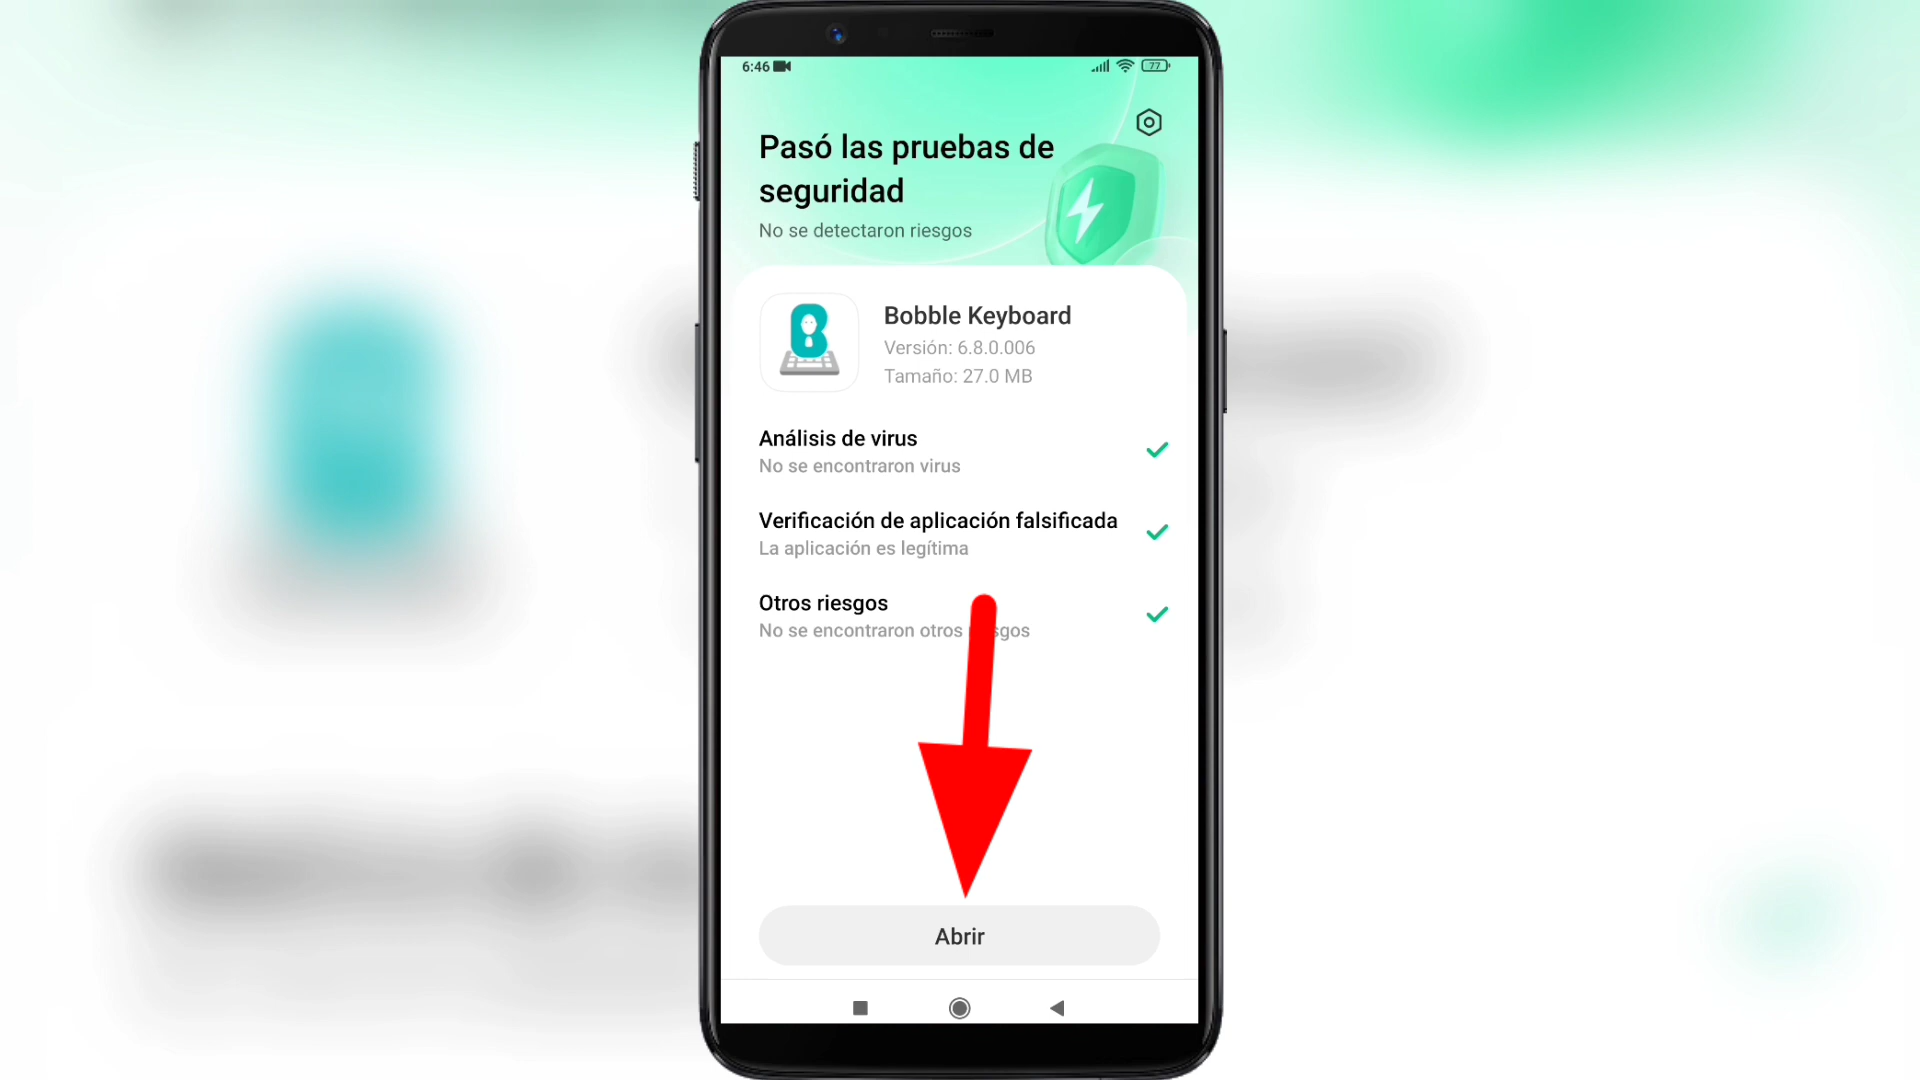 6:46
77
Pasó las pruebas de
seguridad
No se detectaron riesgos
Bobble Keyboard
Versión: 6.8.0.006
Tamaño: 27.0 MB
Análisis de virus
No se encontraron virus
Verificación de aplicación falsificada
La aplicación es legítima
Otros riesgos
No se encontraron otros sgos
Abrir